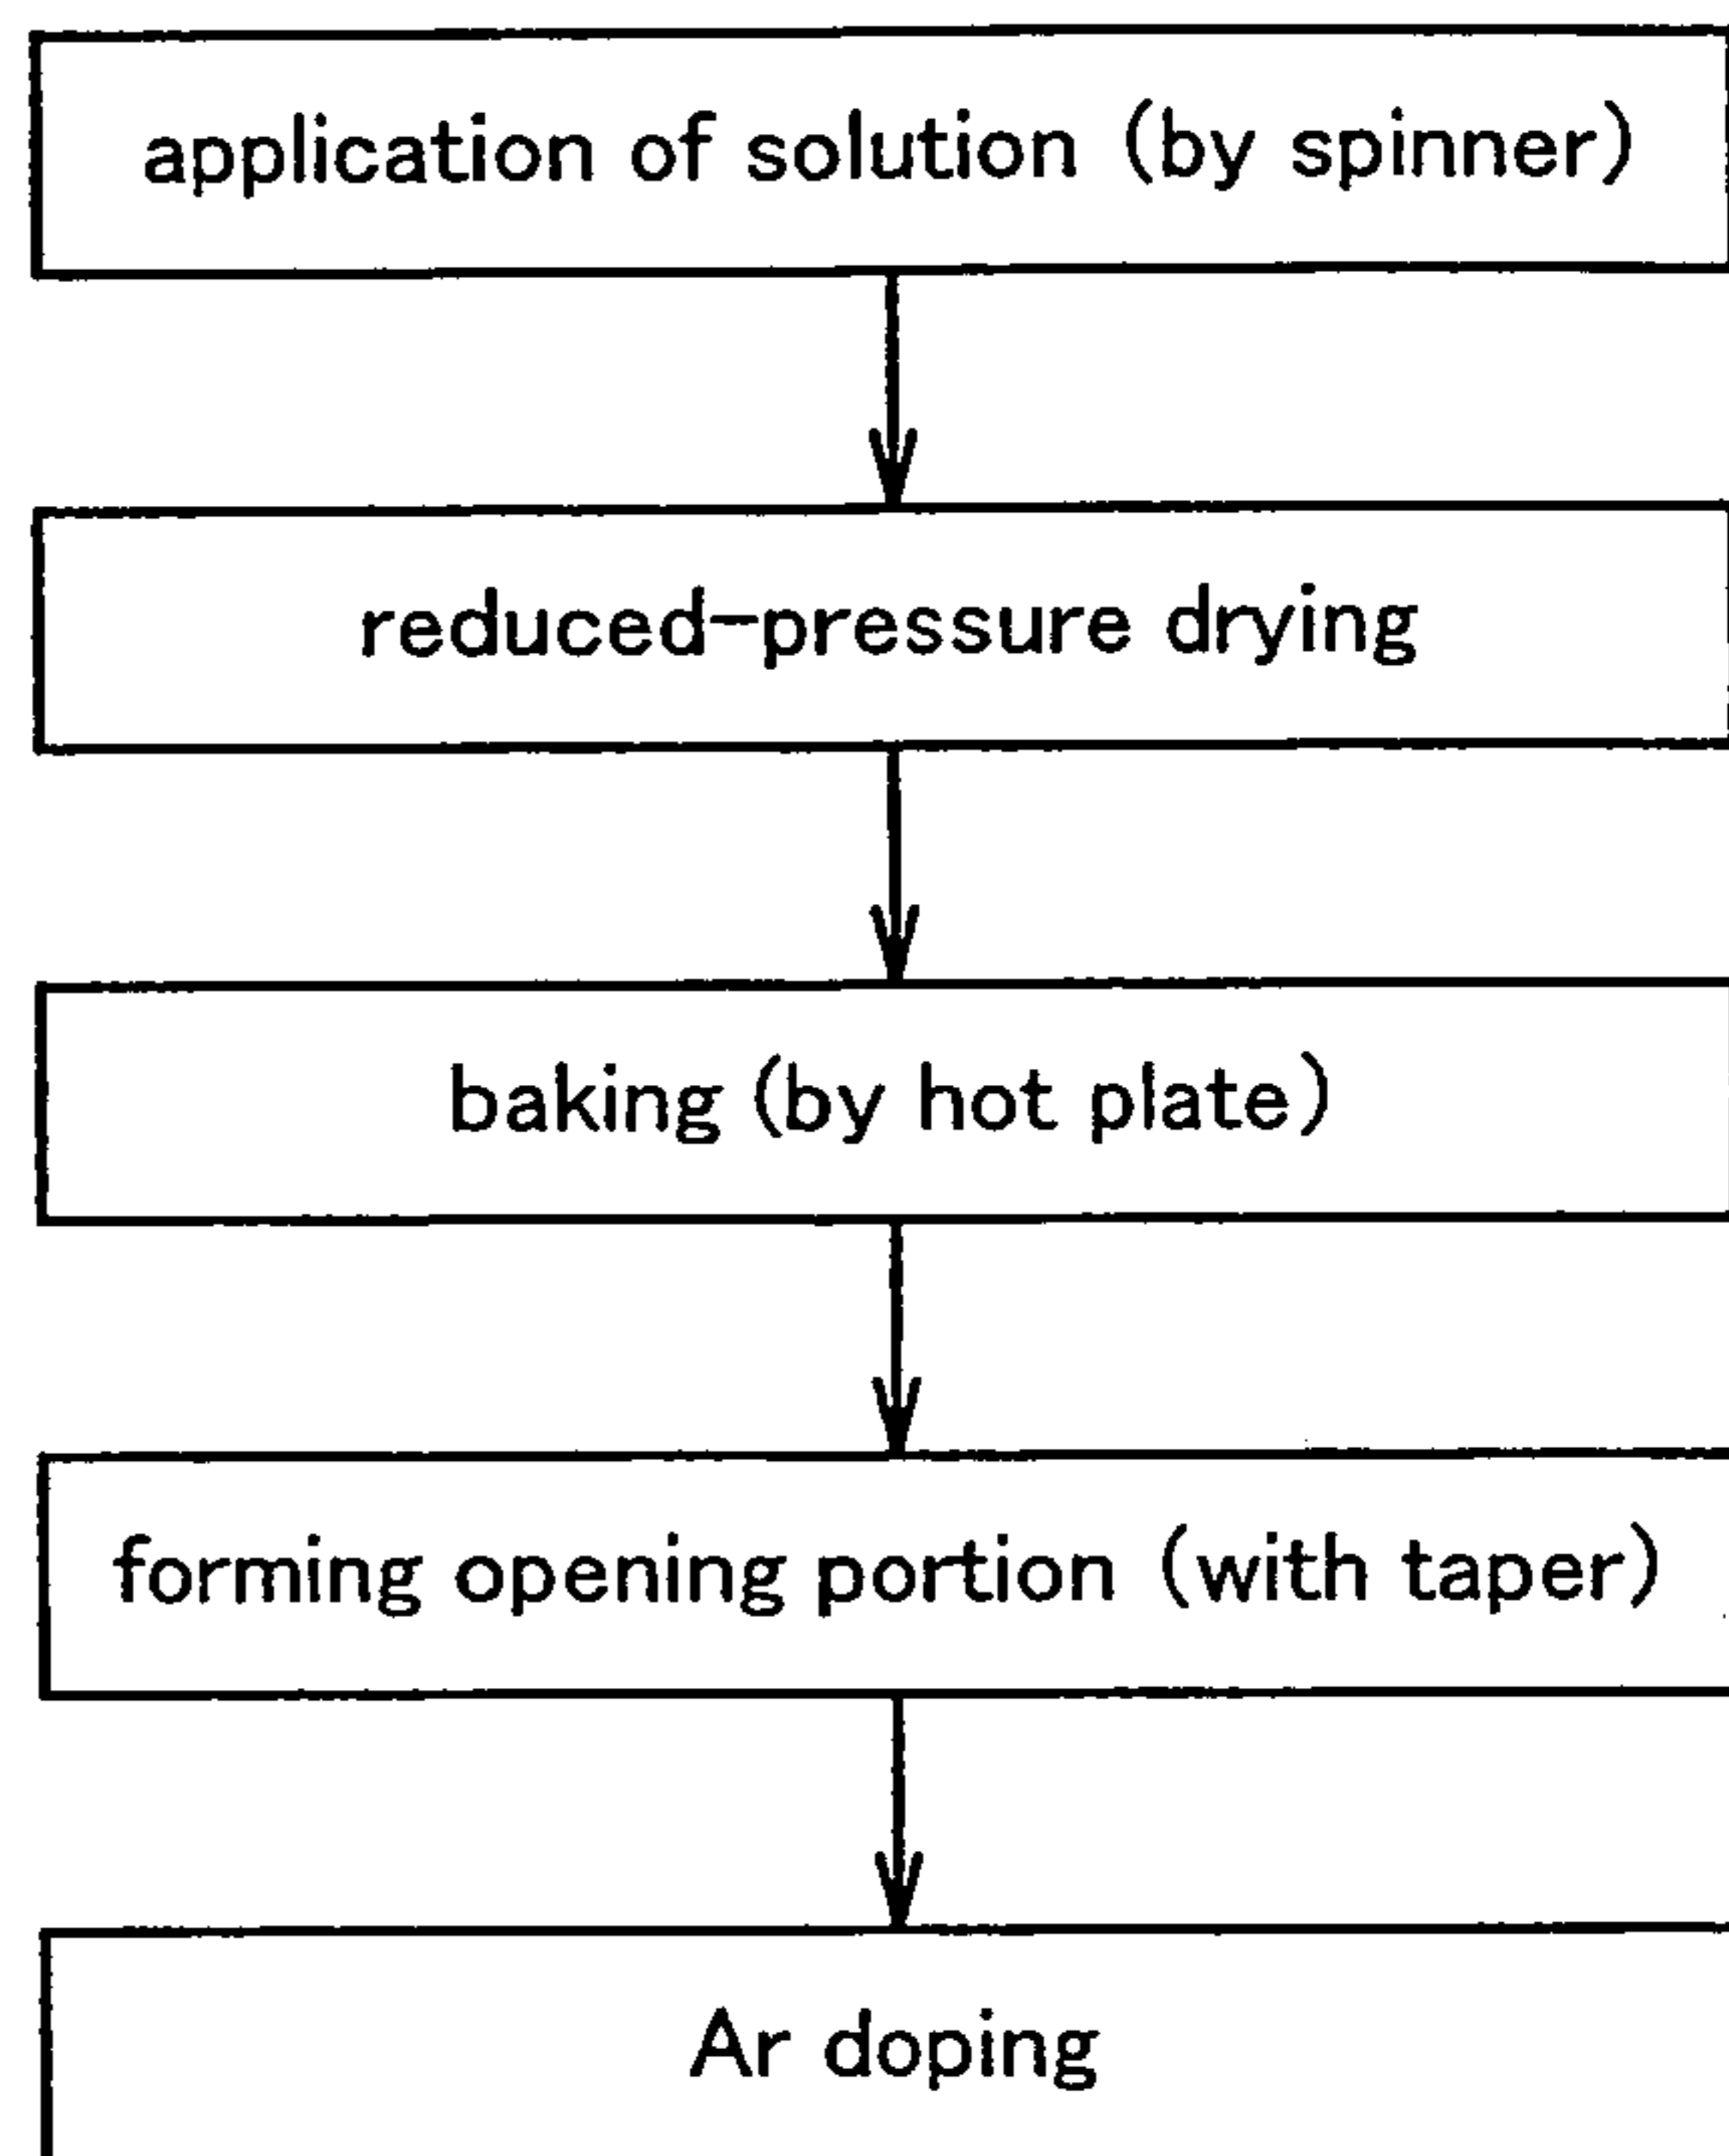 application of solution (by spinner)
reduced-pressure drying
baking (by hot plate)
forming opening portion (with taper)
Ar doping